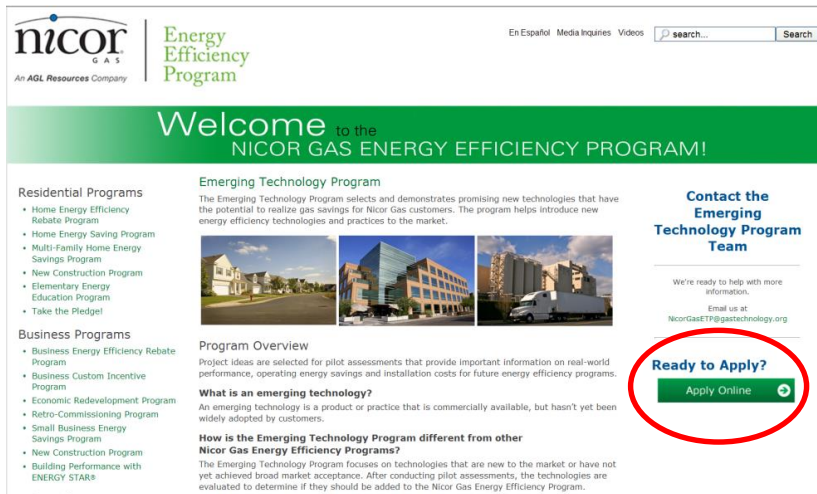 nicor
GAS
An AGL Resources Company
Energy
Efficiency
Program
En Español Media Inquiries Videos
search...
Search
Welcome to the
NICOR GAS ENERGY EFFICIENCY PROGRAM!
Residential Programs
• Home Energy Efficiency
Rebate Program
• Home Energy Saving Program
• Multi-Family Home Energy
Savings Program
• New Construction Program
• Elementary Energy
Education Program
• Take the Pledge!
Business Programs
• Business Energy Efficiency Rebate
Program
• Business Custom Incentive
Program
• Economic Redevelopment Program
• Retro-Commissioning Program
• Small Business Energy
Savings Program
• New Construction Program
• Building Performance with
ENERGY STAR®
Emerging Technology Program
The Emerging Technology Program selects and demonstrates promising new technologies that have
the potential to realize gas savings for Nicor Gas customers. The program helps introduce new
energy efficiency technologies and practices to the market.
Program Overview
Project ideas are selected for pilot assessments that provide important information on real-world
performance, operating energy savings and installation costs for future energy efficiency programs.
What is an emerging technology?
An emerging technology is a product or practice that is commercially available, but hasn't yet been
widely adopted by customers.
How is the Emerging Technology Program different from other
Nicor Gas Energy Efficiency Programs?
The Emerging Technology Program focuses on technologies that are new to the market or have not
yet achieved broad market acceptance. After conducting pilot assessments, the technologies are
evaluated to determine if they should be added to the Nicor Gas Energy Efficiency Program.
Contact the
Emerging
Technology Program
Team
We're ready to help with more
information.
Email us at
NicorGasETP@gastechnology.org
Ready to Apply?
Apply Online